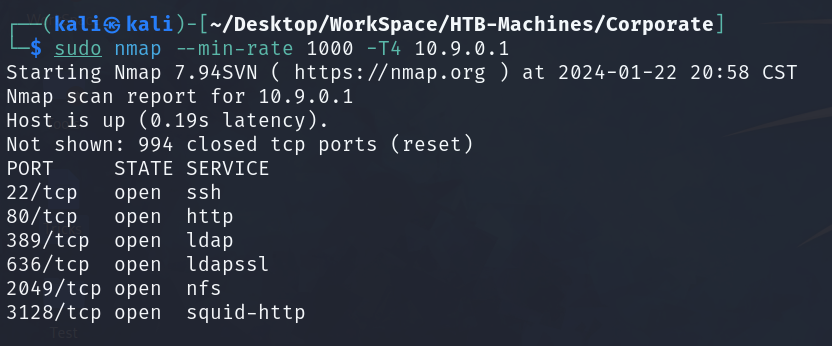 ┌──(kali㉿kali)-[~/Desktop/WorkSpace/HTB-Machines/Corporate]
└─$ sudo nmap --min-rate 1000 -T4 10.9.0.1
Starting Nmap 7.94SVN ( https://nmap.org ) at 2024-01-22 20:58 CST
Nmap scan report for 10.9.0.1
Host is up (0.19s latency).
Not shown: 994 closed tcp ports (reset)
PORT     STATE SERVICE
22/tcp   open  ssh
80/tcp   open  http
389/tcp  open  ldap
636/tcp  open  ldapssl
2049/tcp open  nfs
3128/tcp open  squid-http
Test